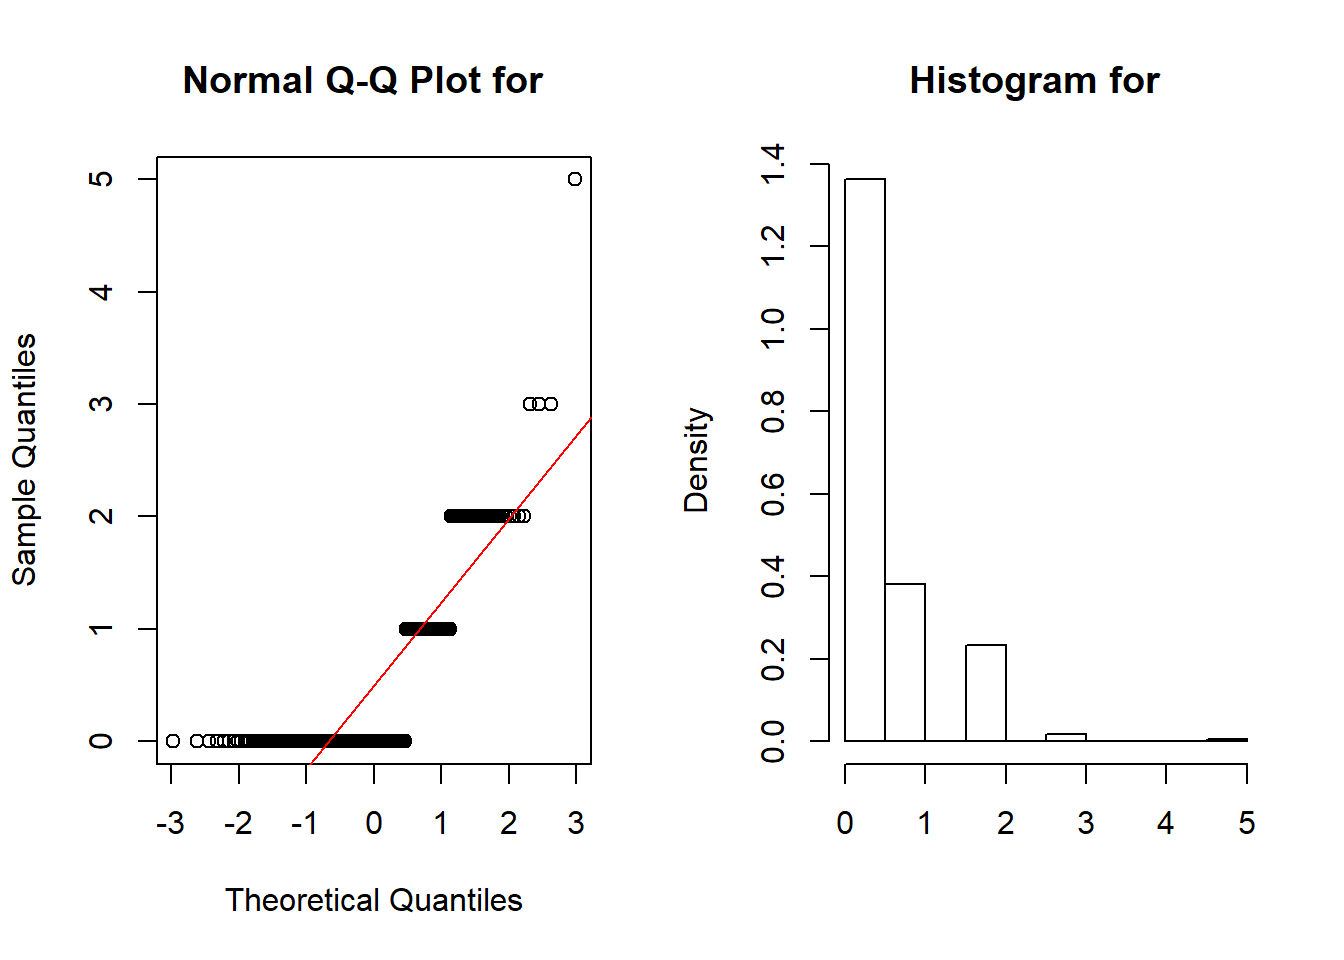 Normal Q-Q Plot for
Sample Quantiles
5
4
3
2
1
0
-3 -2 -1 0 1 2 3
Theoretical Quantiles
Histogram for
Density
1.4
1.2
1.0
0.8
0.6
0.4
0.2
0.0
0 1 2 3 4 5